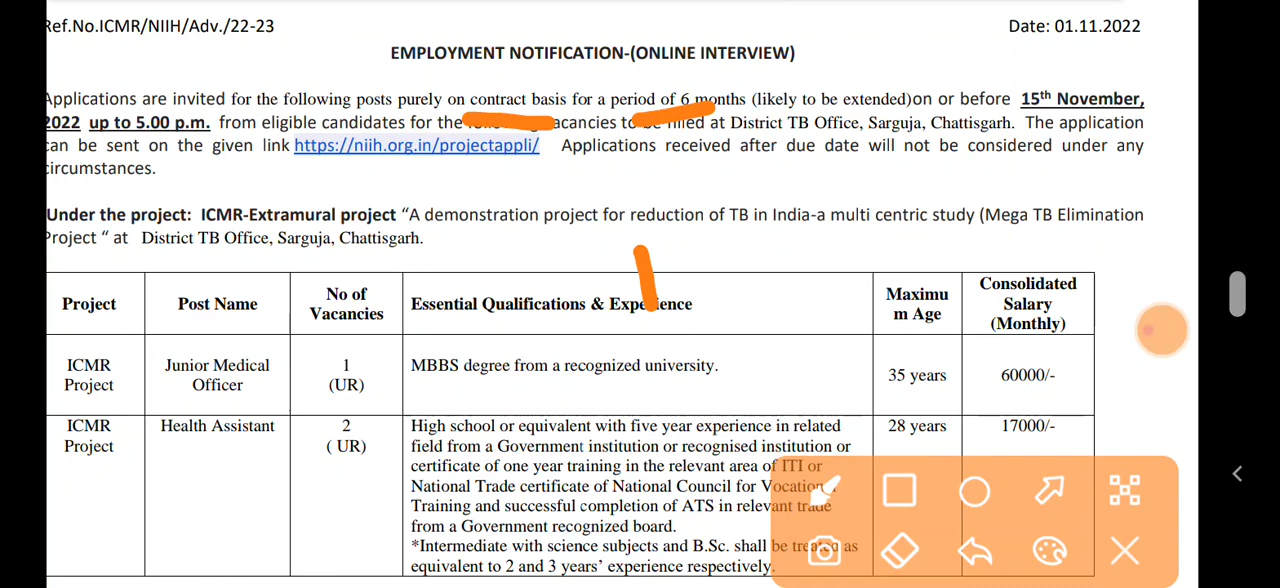 Ref.No.ICMR/NIIH/Adv./22-23 Date: 01.11.2022
EMPLOYMENT NOTIFICATION-(ONLINE INTERVIEW)
Applications are invited for the following posts purely on contract basis for a period of 6 months (likely to be extended)on or before 15th November,
2022 up to 5.00 p.m. from eligible candidates for the to filled at District TB Office, Sarguja, Chattisgarh. The application
can be sent on the given link https://niih.org.in/projectappli/ Applications received after due date will not be considered under any
circumstances.
Under the project: ICMR-Extramural project “A demonstration project for reduction of TB in India-a multi centric study (Mega TB Elimination
Project “ at District TB Office, Sarguja, Chattisgarh.
Project Post Name No of Vacancies Essential Qualifications & Experience Maximu m Age Consolidated Salary (Monthly)
ICMR Project Junior Medical Officer 1 (UR) MBBS degree from a recognized university. 35 years 60000/-
ICMR Project Health Assistant 2 ( UR) High school or equivalent with five year experience in related 28 years 17000/-
field from a Government institution or recognised institution or
certificate of one year training in the relevant area of ITI or
National Trade certificate of National Council for Vocation
Training and successful completion of ATS in relevant trade
from a Government recognized board.
*Intermediate with science subjects and B.Sc. shall be treated as
equivalent to 2 and 3 years’ experience respectively.